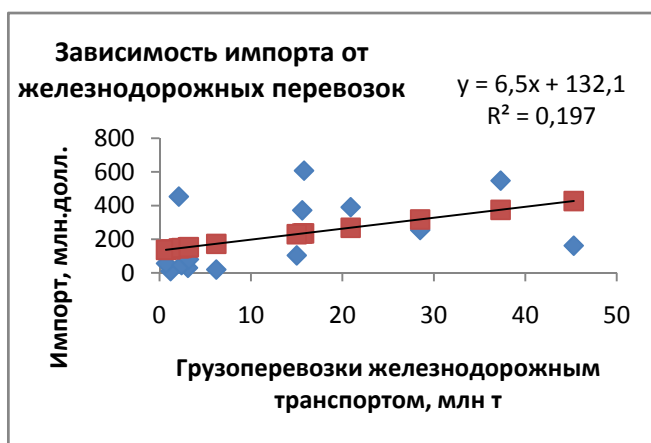 Зависимость импорта от
железнодорожных перевозок
y = 6,5x + 132,1
R² = 0,197
Импорт, млн.долл.
800
600
400
200
0
0 10 20 30 40 50
Грузоперевозки железнодорожным
транспортом, млн т